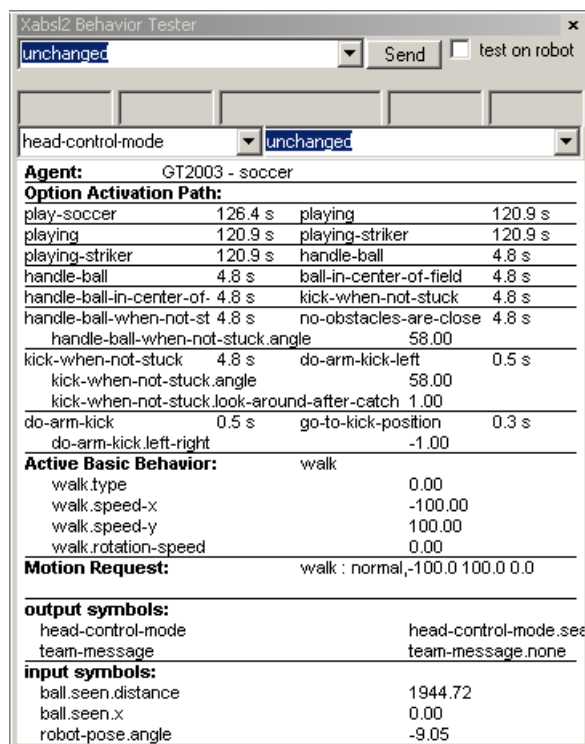 Xabsl2 Behavior Tester x
unchanged Send test on robot
head-control-mode unchanged
Agent: GT2003 - soccer
Option Activation Path:
play-soccer 126.4 s playing 120.9 s
playing 120.9 s playing-striker 120.9 s
playing-striker 120.9 s handle-ball 4.8 s
handle-ball 4.8 s ball-in-center-of-field 4.8 s
handle-ball-in-center-of- 4.8 s kick-when-not-stuck 4.8 s
handle-ball-when-not-st 4.8 s no-obstacles-are-close 4.8 s
handle-ball-when-not-stuck.angle 58.00
kick-when-not-stuck 4.8 s do-arm-kick-left 0.5 s
kick-when-not-stuck.angle 58.00
kick-when-not-stuck.look-around-after-catch 1.00
do-arm-kick 0.5 s go-to-kick-position 0.3 s
do-arm-kick.left-right -1.00
Active Basic Behavior: walk
walk.type 0.00
walk.speed-x -100.00
walk.speed-y 100.00
walk.rotation-speed 0.00
Motion Request: walk : normal,-100.0 100.0 0.0
output symbols:
head-control-mode head-control-mode.sea
team-message team-message.none
input symbols:
ball.seen.distance 1944.72
ball.seen.x 0.00
robot-pose.angle -9.05